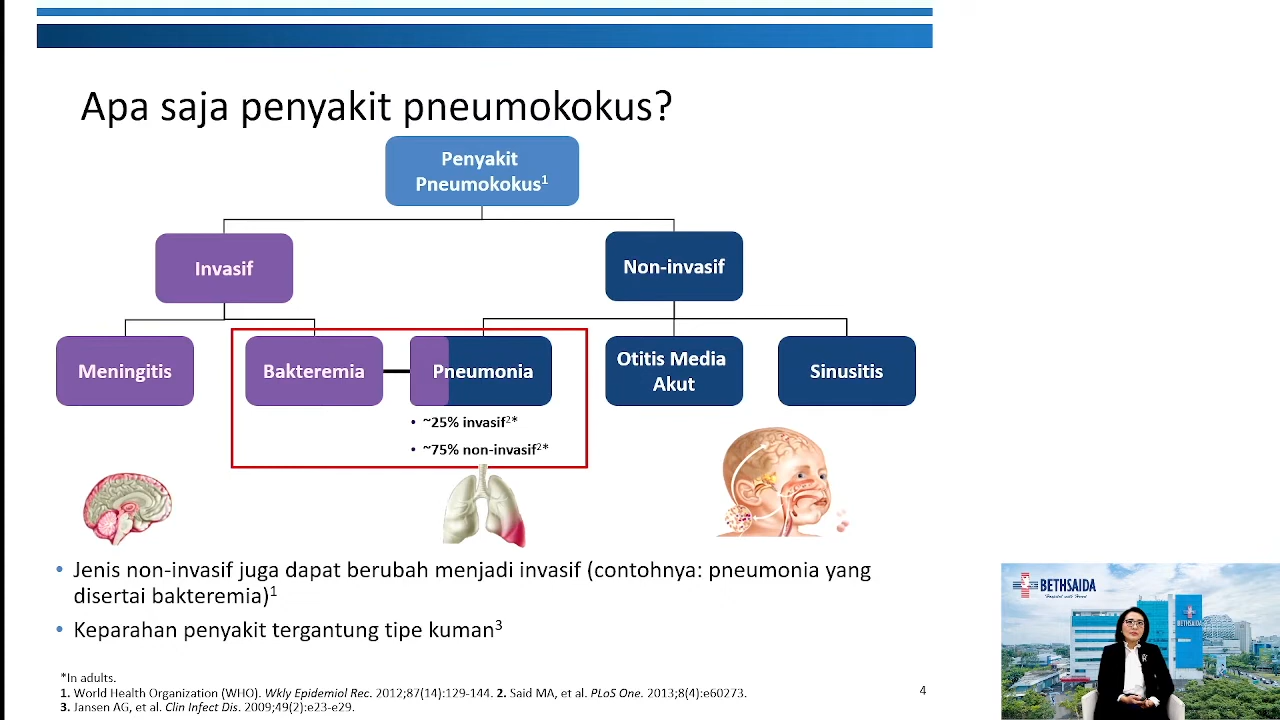 Apa saja penyakit pneumokokus?
Penyakit
Pneumokokus¹
Invasif
Non-invasif
Meningitis
Bakteremia
Pneumonia
Otitis Media
Akut
Sinusitis
• ~25% invasif²*
• ~75% non-invasif²*
• Jenis non-invasif juga dapat berubah menjadi invasif (contohnya: pneumonia yang
disertai bakteremia)¹
• Keparahan penyakit tergantung tipe kuman³
*In adults.
1. World Health Organization (WHO). Wkly Epidemiol Rec. 2012;87(14):129-144. 2. Said MA, et al. PLoS One. 2013;8(4):e60273.
3. Jansen AG, et al. Clin Infect Dis. 2009;49(2):e23-e29.
4
BETHSAIDA
Hospital with Heart
BETHSAIDA